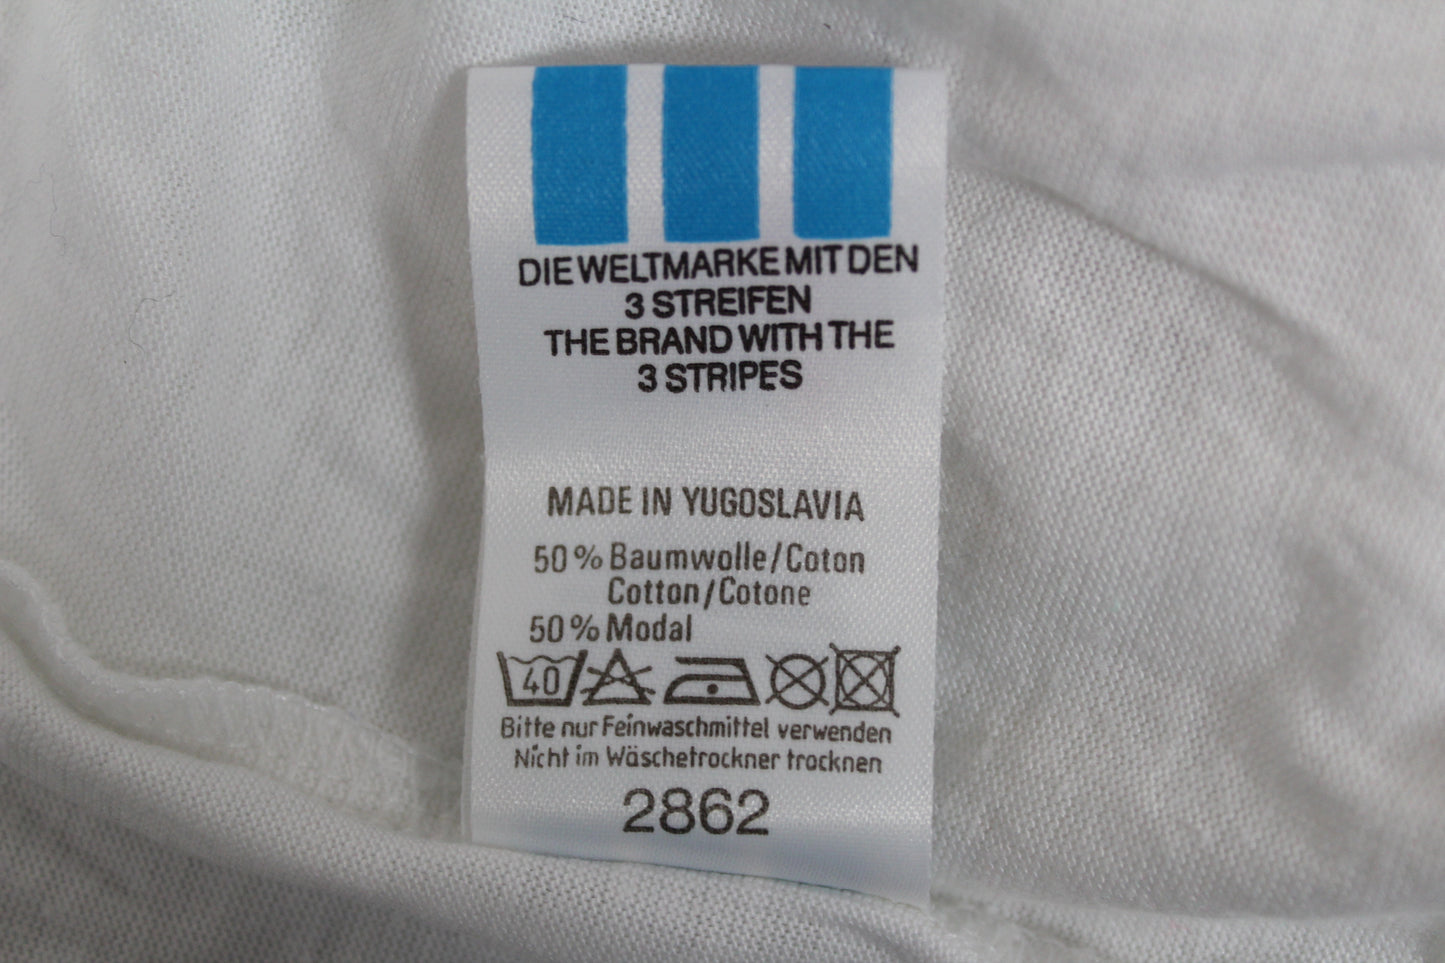 DIE WELTMARKE MIT DEN
3 STREIFEN
THE BRAND WITH THE
3 STRIPES
MADE IN YUGOSLAVIA
50% Baumwolle/Coton
Cotton/Cotone
50% Modal
40
Bitte nur Feinwaschmittel verwenden
Nicht im Wäschetrockner trocknen
2862